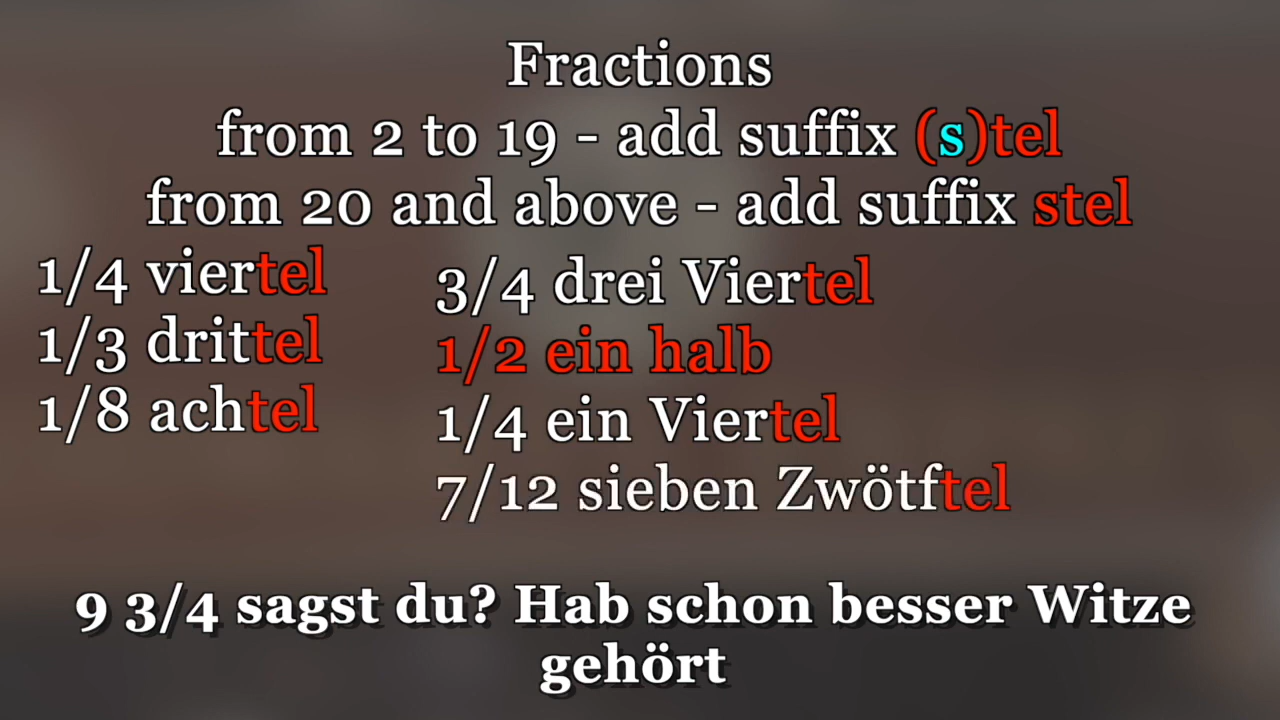 Fractions
from 2 to 19 - add suffix (s)tel
from 20 and above - add suffix stel
1/4 viertel
1/3 drittel
1/8 achtel
3/4 drei Viertel
1/2 ein halb
1/4 ein Viertel
7/12 sieben Zwötftel
9 3/4 sagst du? Hab schon besser Witze
gehört